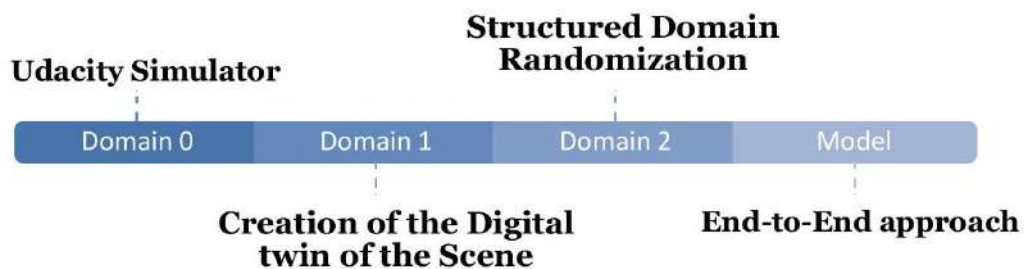 Structured Domain
Randomization
Udacity Simulator
Domain 0
Domain 1
Domain 2
Model
Creation of the Digital
twin of the Scene
End-to-End approach